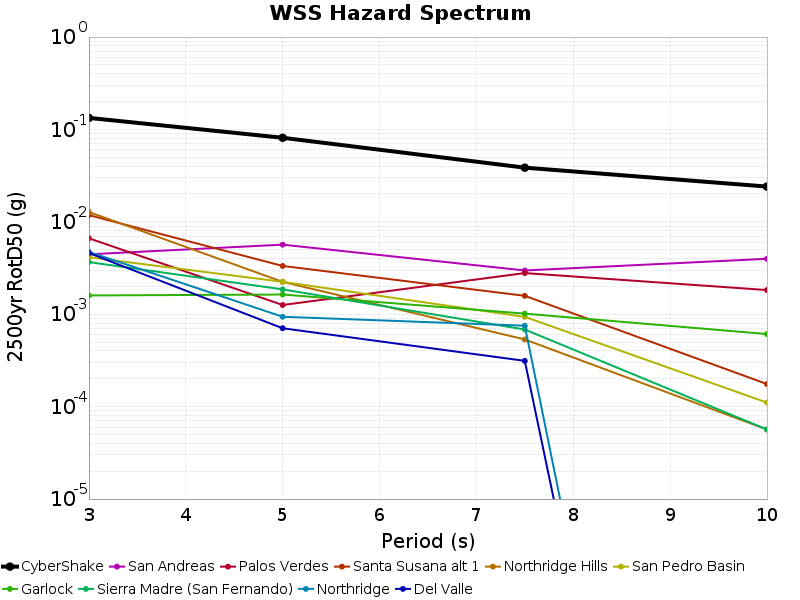 WSS Hazard Spectrum
10^0
10^-1
10^-2
10^-3
10^-4
10^-5
2500yr RotD50 (g)
3 4 5 6 7 8 9 10
Period (s)
CyberShake San Andreas Palos Verdes Santa Susana alt 1 Northridge Hills San Pedro Basin
Garlock Sierra Madre (San Fernando) Northridge Del Valle